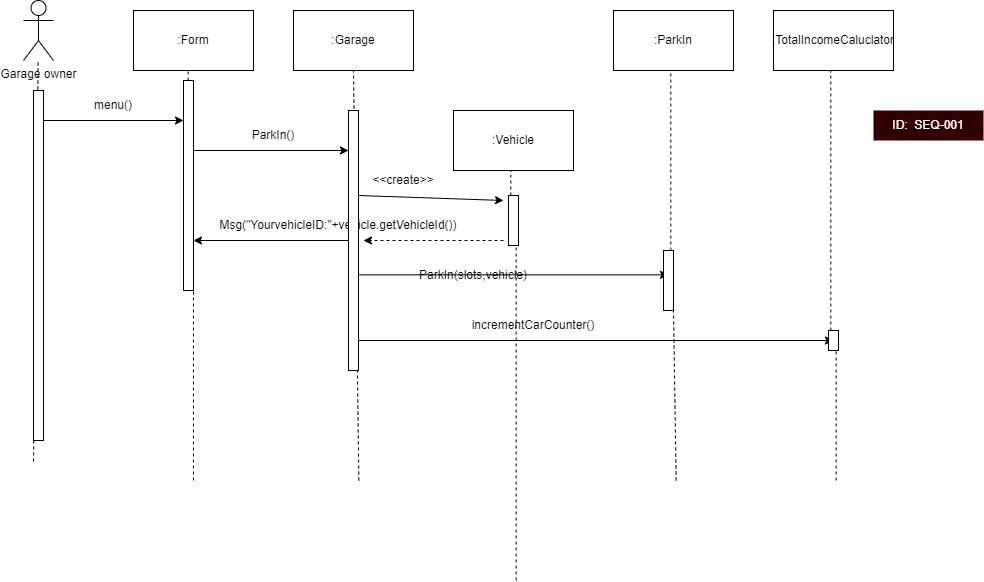 :Form
:Garage
:ParkIn
TotalIncomeCaluclator
Garage owner
menu()
ID: SEQ-001
ParkIn()
:Vehicle
<<create>>
Msg("YourvehicleID:"+vehicle.getVehicleId())
ParkIn(slots,vehicle)
incrementCarCounter()